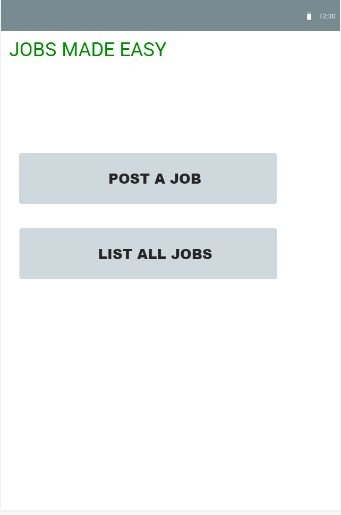 12:30
JOBS MADE EASY
POST A JOB
LIST ALL JOBS